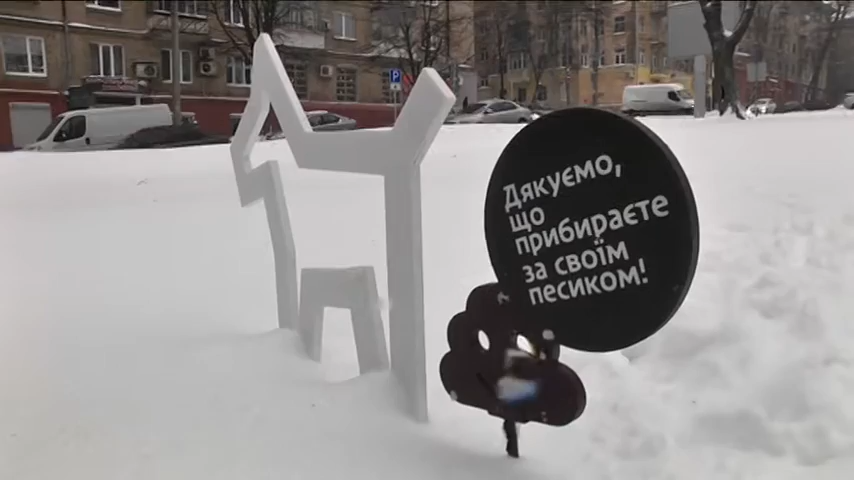 Дякуємо,
що
прибираєте
за своїм
песиком!
P